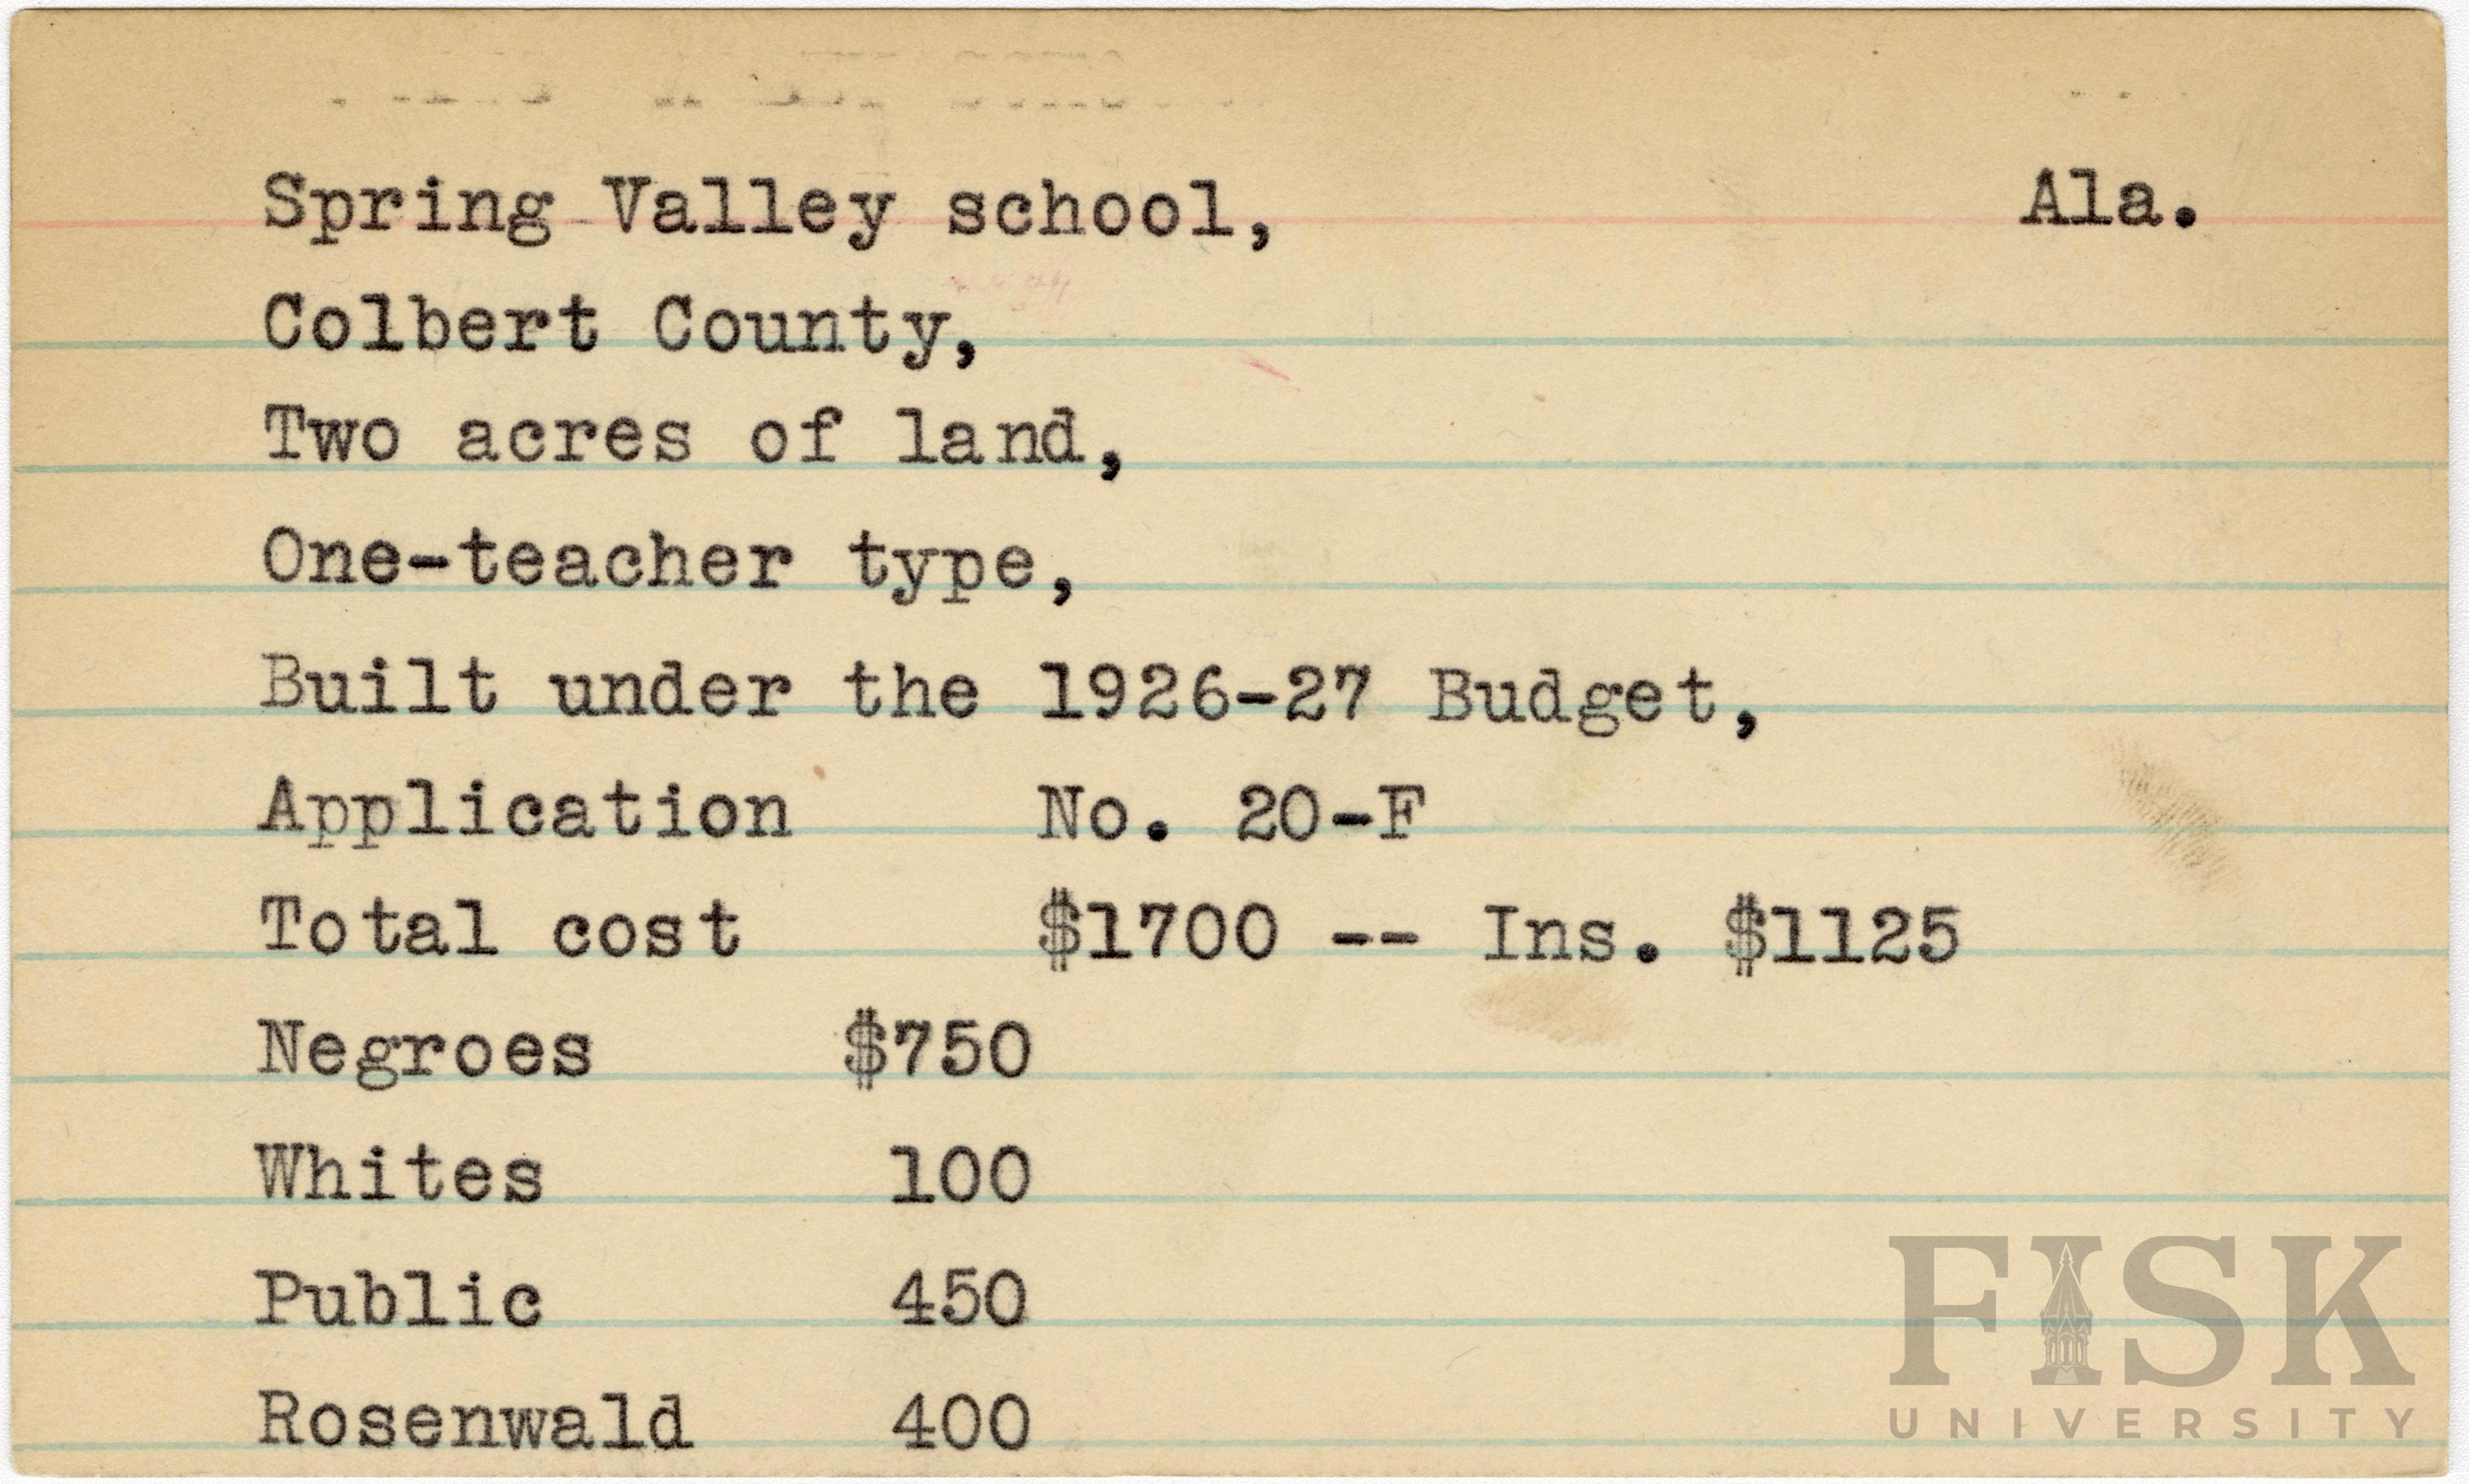 Spring Valley school, Ala.
Colbert County,
Two acres of land,
One-teacher type,
Built under the 1926-27 Budget,
Application No. 20-F
Total cost $1700 -- Ins. $1125
Negroes $750
Whites 100
Public 450
Rosenwald 400
FISK
UNIVERSITY